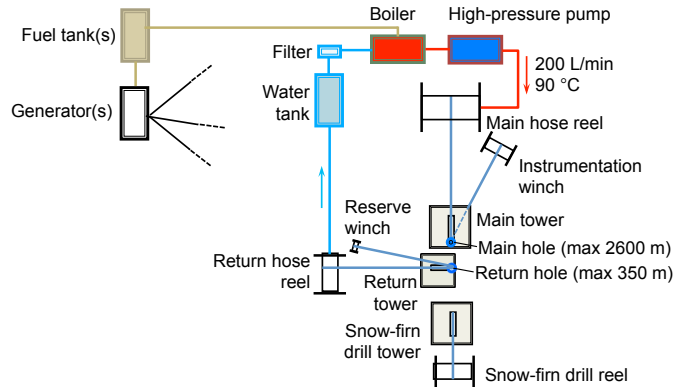 Boiler
High-pressure pump
Fuel tank(s)
Filter
200 L/min
90 °C
Water
tank
Generator(s)
Main hose reel
Instrumentation
winch
Reserve
winch
Main tower
Main hole (max 2600 m)
Return hose
reel
Return hole (max 350 m)
Return
tower
Snow-firn
drill tower
Snow-firn drill reel